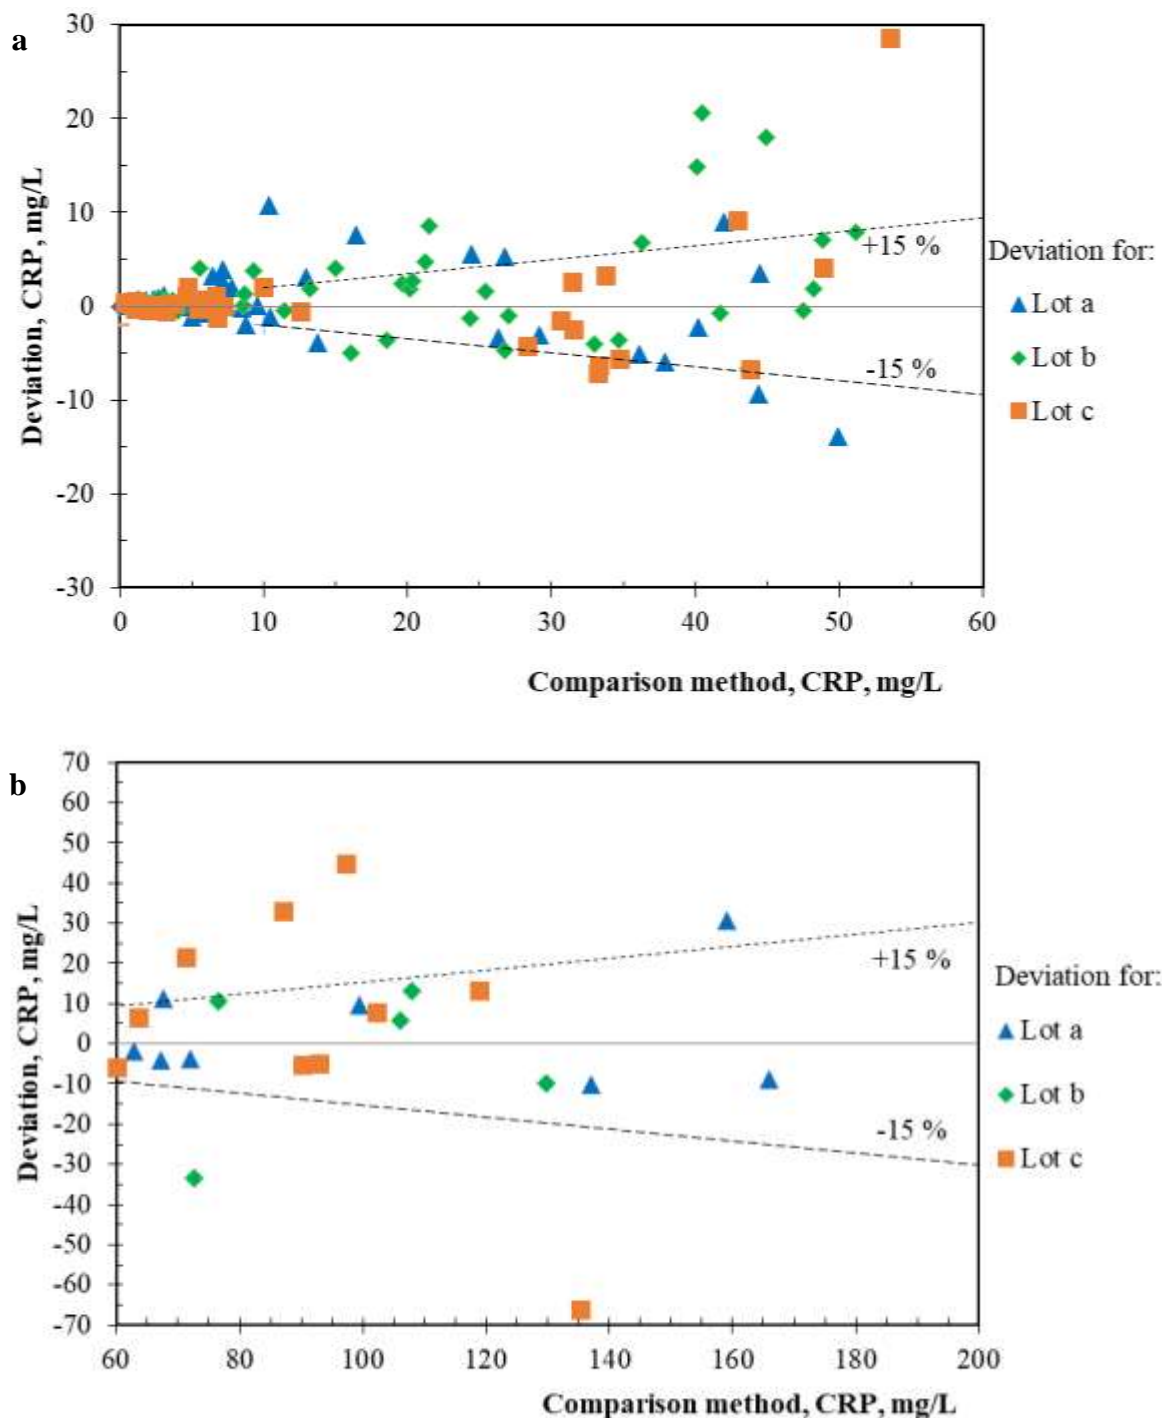 a
30
20
10
0
-10
-20
-30
0 10 20 30 40 50 60
Deviation, CRP, mg/L
Comparison method, CRP, mg/L
+15 %
-15 %
Deviation for:
Lot a
Lot b
Lot c
b
70
60
50
40
30
20
10
0
-10
-20
-30
-40
-50
-60
-70
60 80 100 120 140 160 180 200
Deviation, CRP, mg/L
Comparison method, CRP, mg/L
+15 %
-15 %
Deviation for:
Lot a
Lot b
Lot c